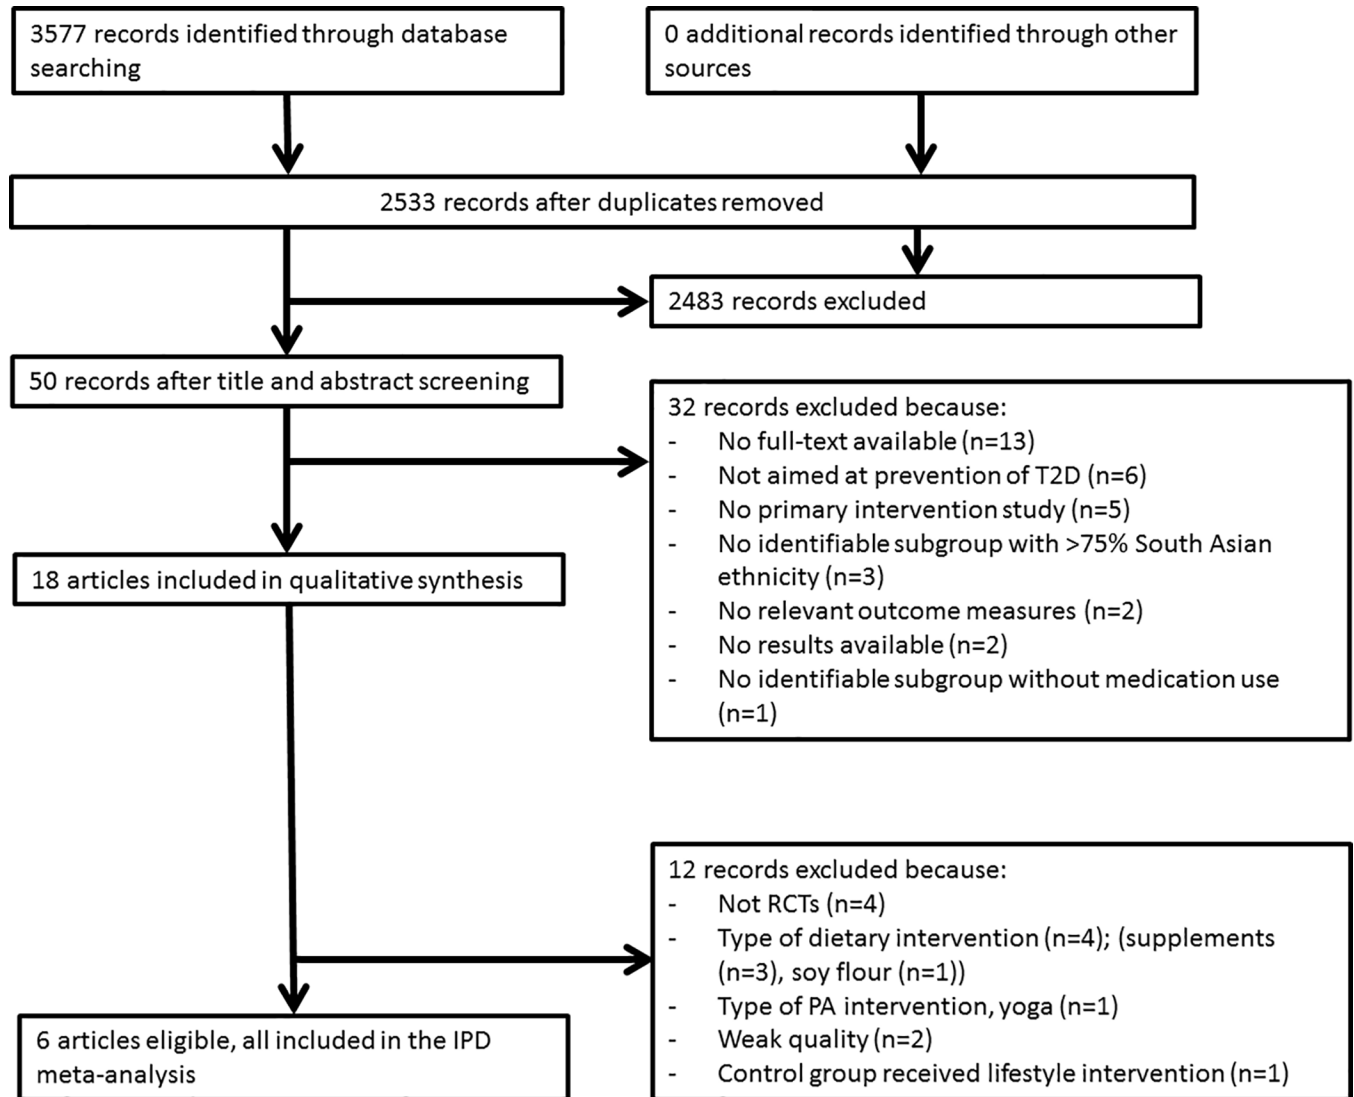 3577 records identified through database
searching
0 additional records identified through other
sources
2533 records after duplicates removed
2483 records excluded
50 records after title and abstract screening
32 records excluded because:
- No full-text available (n=13)
- Not aimed at prevention of T2D (n=6)
- No primary intervention study (n=5)
- No identifiable subgroup with >75% South Asian
ethnicity (n=3)
- No relevant outcome measures (n=2)
- No results available (n=2)
- No identifiable subgroup without medication use
(n=1)
18 articles included in qualitative synthesis
12 records excluded because:
- Not RCTs (n=4)
- Type of dietary intervention (n=4); (supplements
(n=3), soy flour (n=1))
- Type of PA intervention, yoga (n=1)
- Weak quality (n=2)
- Control group received lifestyle intervention (n=1)
6 articles eligible, all included in the IPD
meta-analysis